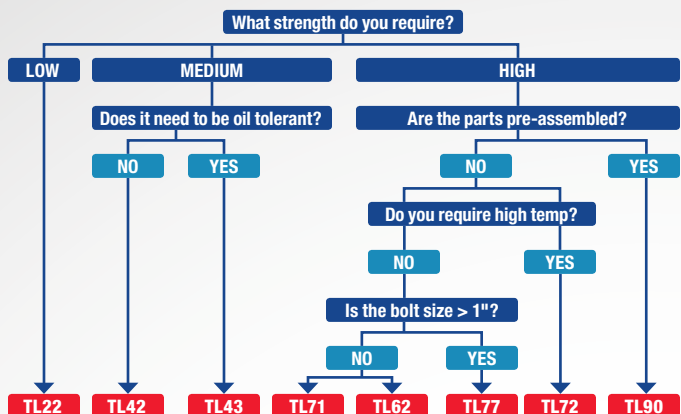 What strength do you require?
LOW
MEDIUM
HIGH
Does it need to be oil tolerant?
Are the parts pre-assembled?
NO
YES
NO
YES
Do you require high temp?
NO
YES
Is the bolt size > 1"?
NO
YES
TL22
TL42
TL43
TL71
TL62
TL77
TL72
TL90